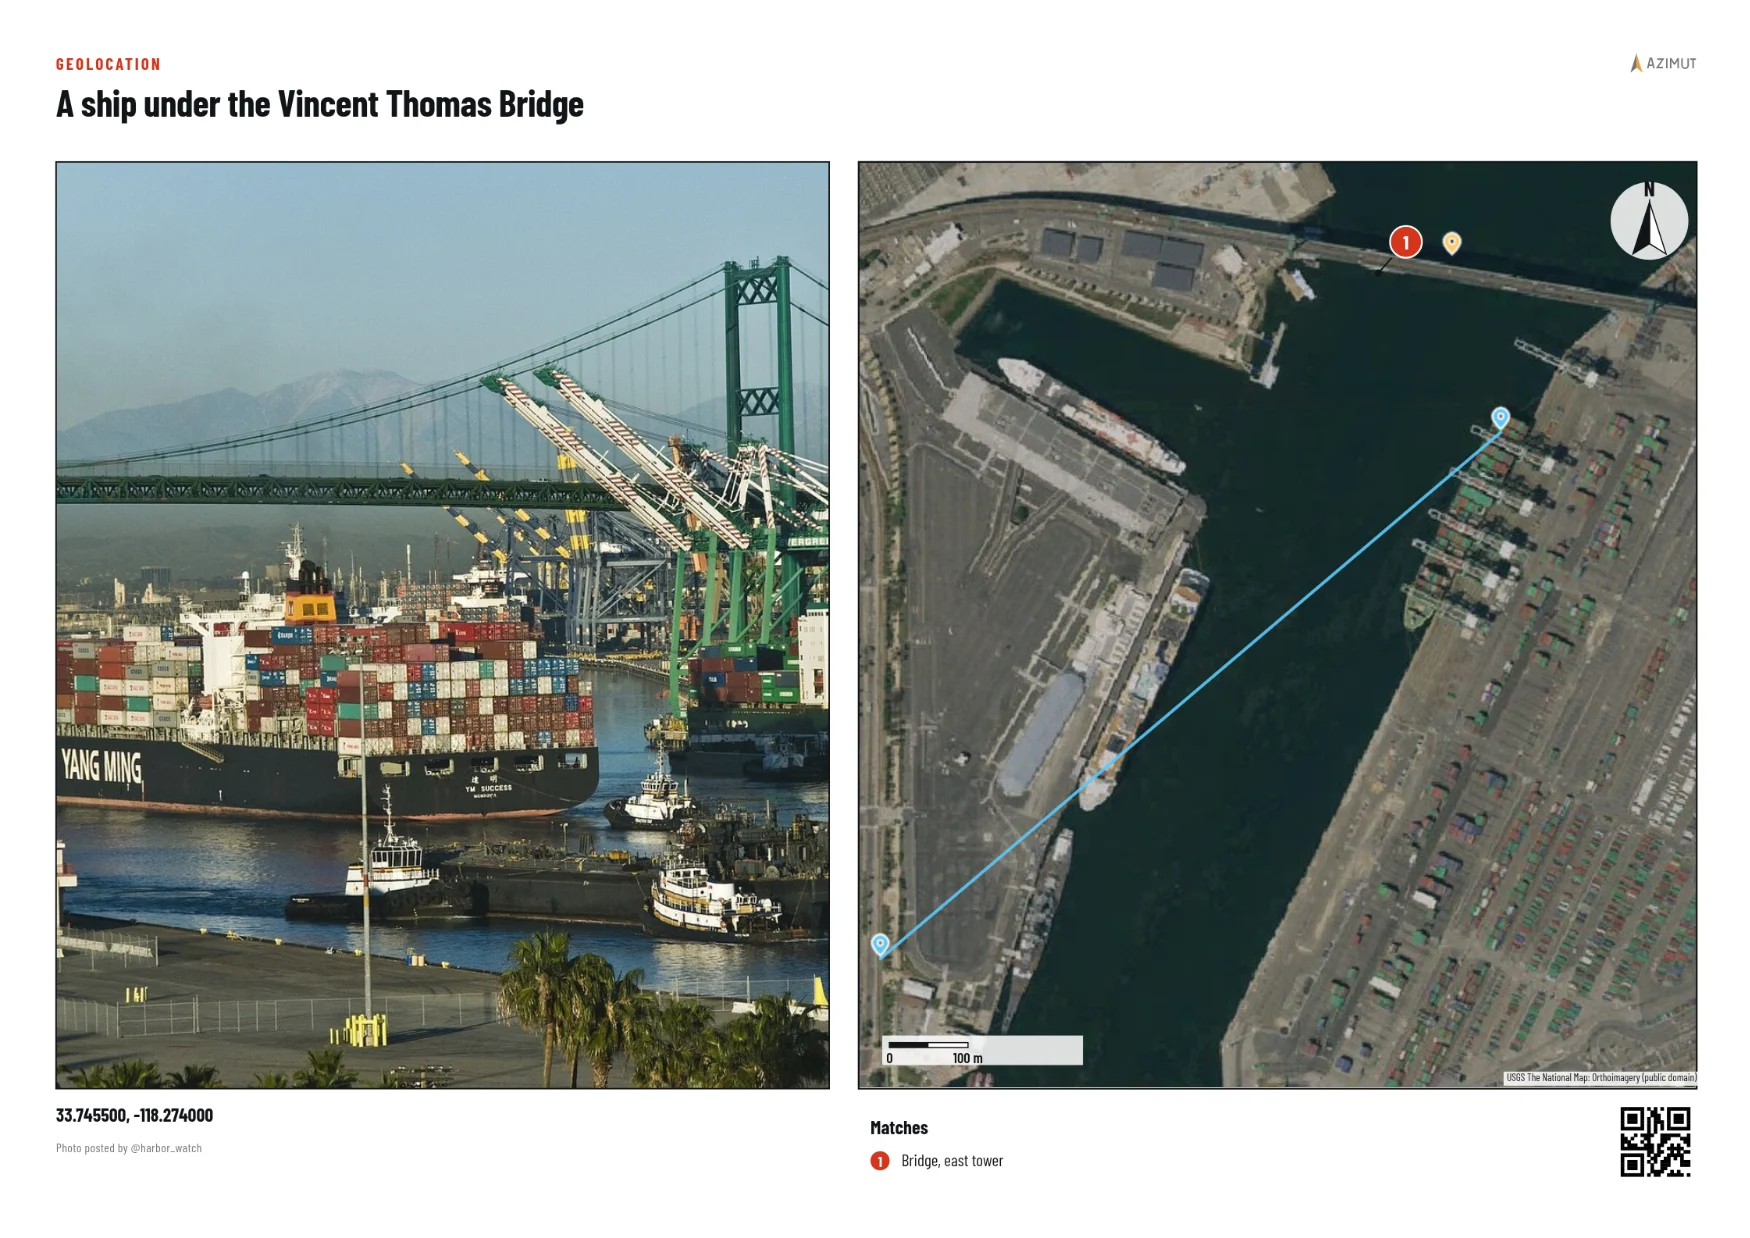 GEOLOCATION
AZIMUT
A ship under the Vincent Thomas Bridge
YANG MING
YM SUCCESS
N
1
0 100 m
USGS The National Map: Orthoimagery (public domain)
33.745500, -118.274000
Photo posted by @harbor_watch
Matches
1 Bridge, east tower